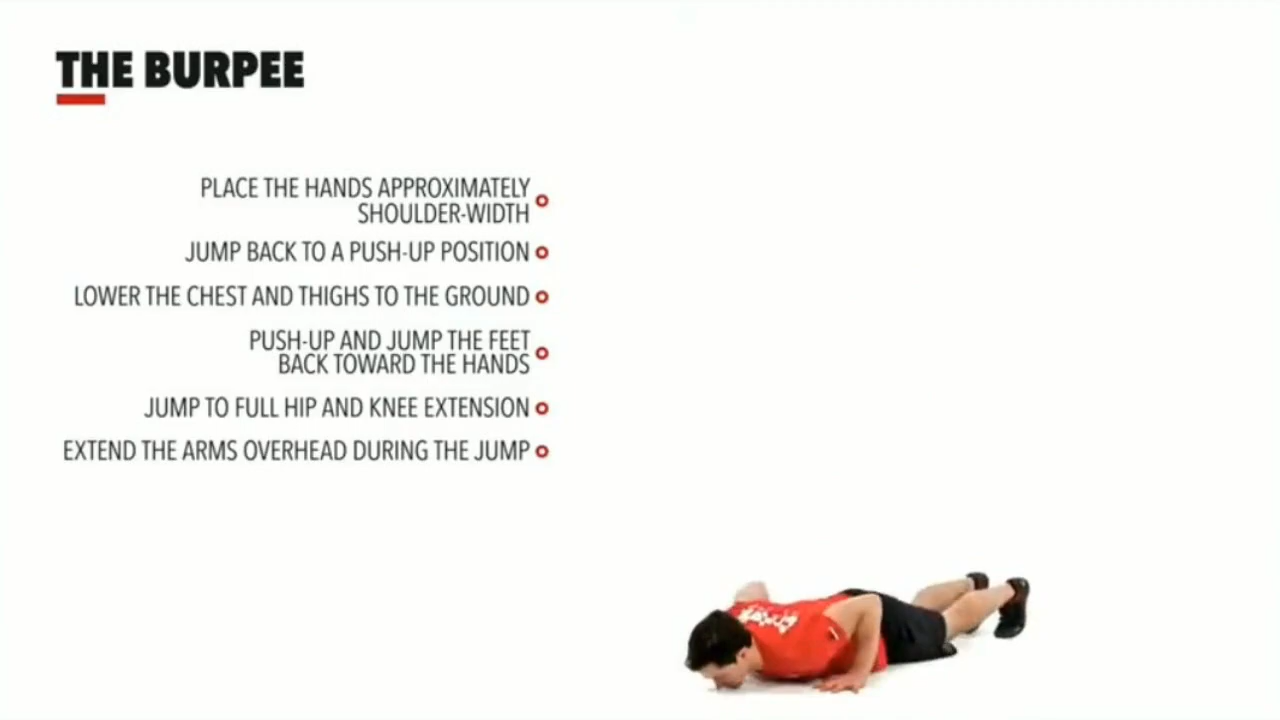 THE BURPEE
PLACE THE HANDS APPROXIMATELY
SHOULDER-WIDTH
JUMP BACK TO A PUSH-UP POSITION
LOWER THE CHEST AND THIGHS TO THE GROUND
PUSH-UP AND JUMP THE FEET
BACK TOWARD THE HANDS
JUMP TO FULL HIP AND KNEE EXTENSION
EXTEND THE ARMS OVERHEAD DURING THE JUMP